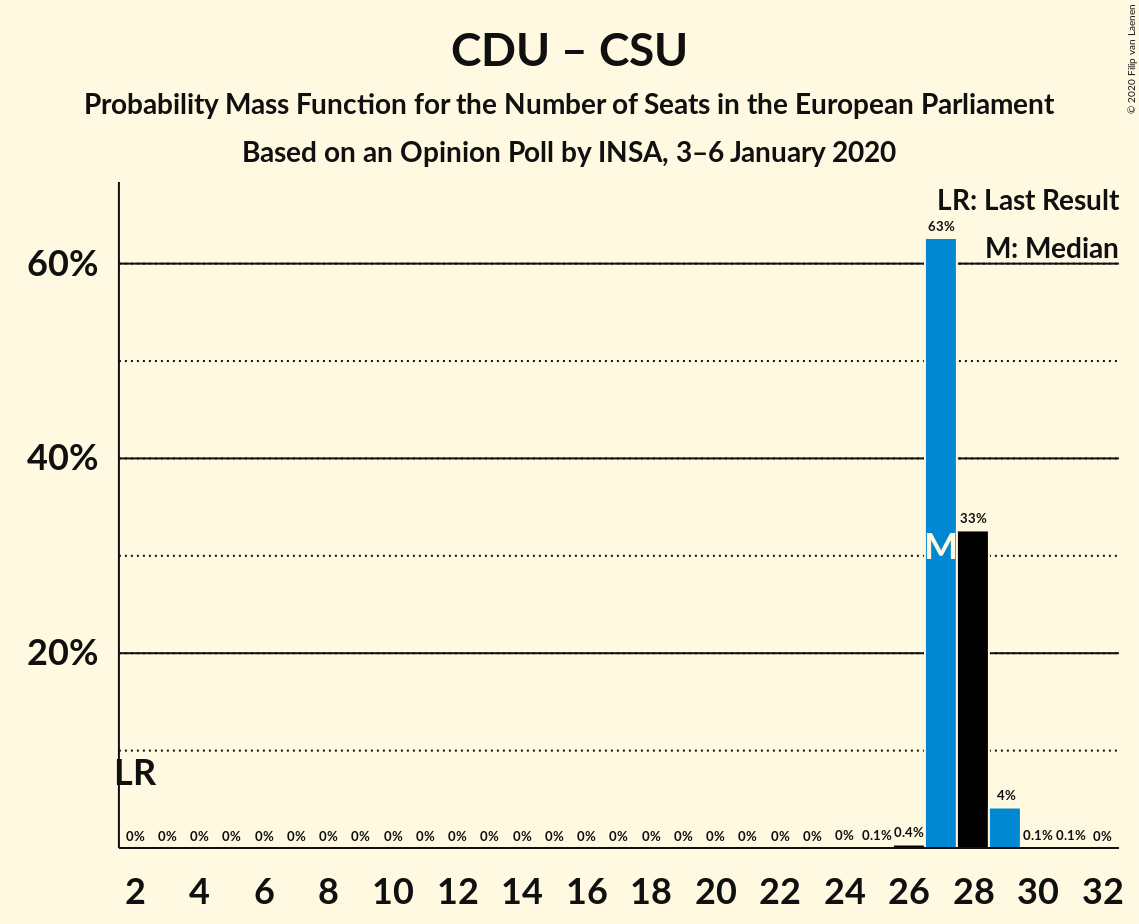 CDU – CSU
Probability Mass Function for the Number of Seats in the European Parliament
Based on an Opinion Poll by INSA, 3–6 January 2020
© 2020 Filip van Laenen
LR: Last Result
M: Median
60%
40%
20%
LR
M
0% 0% 0% 0% 0% 0% 0% 0% 0% 0% 0% 0% 0% 0% 0% 0% 0% 0% 0% 0% 0% 0% 0% 0.1% 0.4% 63% 33% 4% 0.1% 0.1% 0%
2 4 6 8 10 12 14 16 18 20 22 24 26 28 30 32